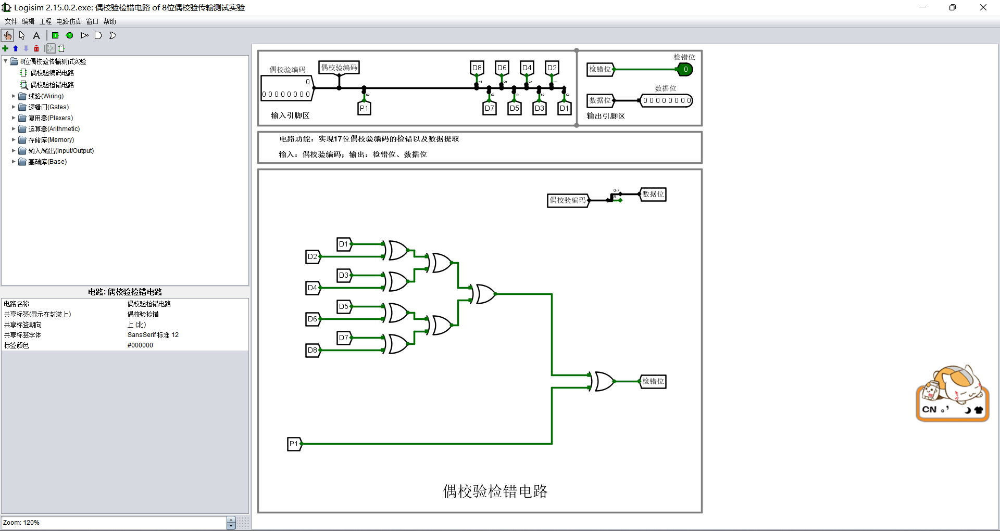 Logisim 2.15.0.2.exe: 偶校验检错电路 of 8位偶校验传输测试实验
文件 编辑 工程 电路仿真 窗口 帮助
8位偶校验传输测试实验
偶校验编码电路
偶校验检错电路
线路(Wiring)
逻辑门(Gates)
复用器(Plexers)
运算器(Arithmetic)
存储库(Memory)
输入/输出(Input/Output)
基础库(Base)
电路: 偶校验检错电路
电路名称 偶校验检错电路
共享标签(显示在封装上) 偶校验检错
共享标签朝向 上 (北)
共享标签字体 SansSerif 标准 12
标签颜色 #000000
Zoom: 120%
偶校验编码
0
0 0 0 0 0 0 0 0
偶校验编码
D8 D6 D4 D2
7 5 3 1
8 6 4 2 0
P1 D7 D5 D3 D1
输入引脚区
检错位
检错位 0
数据位
数据位 0 0 0 0 0 0 0 0
输出引脚区
电路功能：实现17位偶校验编码的检错以及数据提取
输入：偶校验编码；输出：检错位、数据位
偶校验编码 0-7 8 数据位
D1
D2
D3
D4
D5
D6
D7
D8
检错位
P1
偶校验检错电路
CN